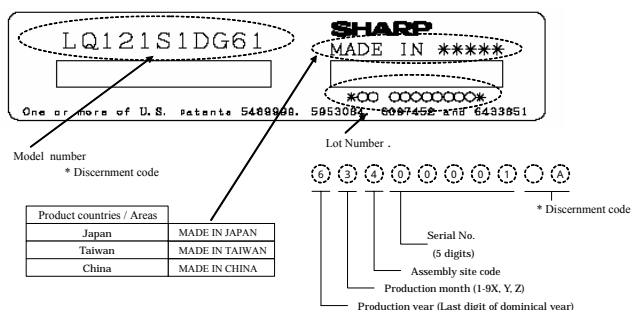 SHARP
LQ121S1DG61
MADE IN *****
*○○ ○○○○○○○○*
One or more of U.S. patents 5489999, 5953084, 6097452 and 6433851
Model number
* Discernment code
Lot Number .
6 3 4 0 0 0 0 1 A
* Discernment code
Serial No.
(5 digits)
Assembly site code
Production month (1-9X, Y, Z)
Production year (Last digit of dominical year)
Product countries / Areas
Japan MADE IN JAPAN
Taiwan MADE IN TAIWAN
China MADE IN CHINA